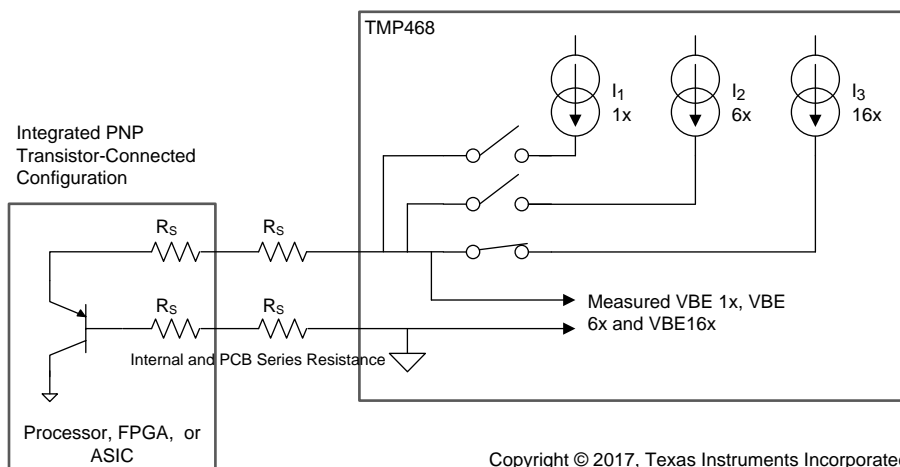 TMP468
I1
1x
I2
6x
I3
16x
Integrated PNP
Transistor-Connected
Configuration
RS
RS
RS
RS
Measured VBE 1x, VBE
6x and VBE16x
Internal and PCB Series Resistance
Processor, FPGA, or
ASIC
Copyright © 2017, Texas Instruments Incorporated